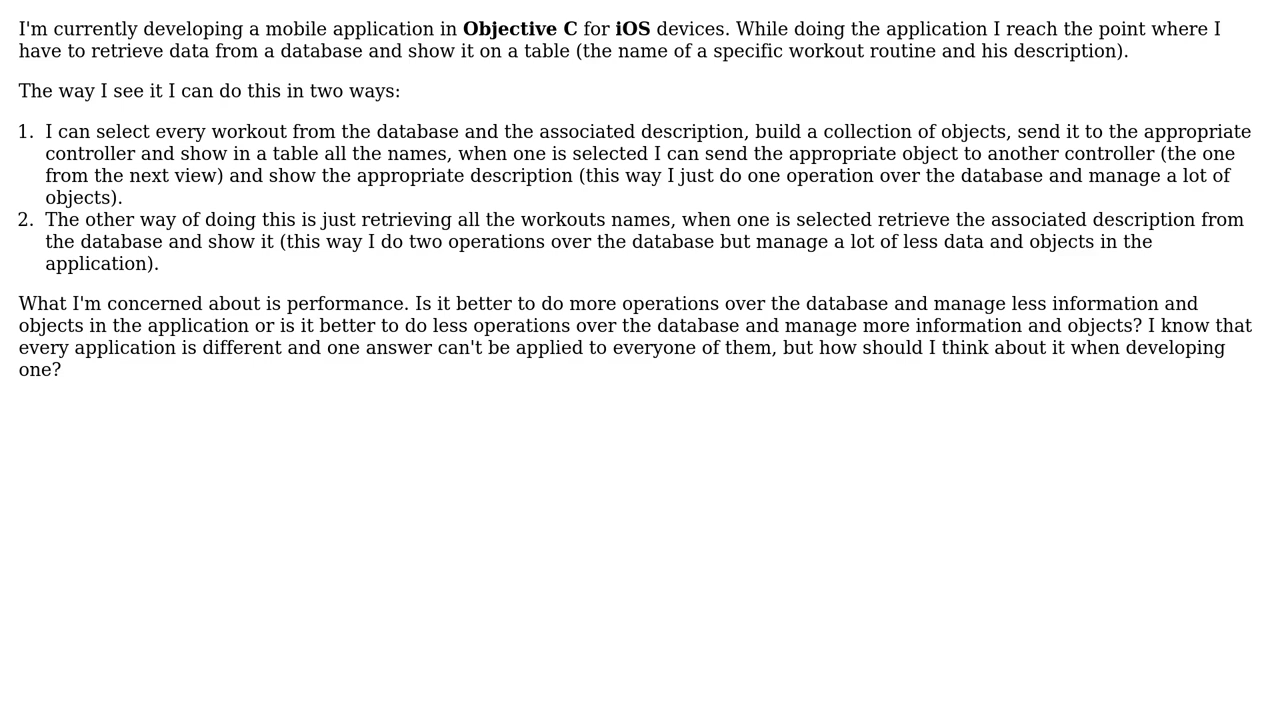 I'm currently developing a mobile application in Objective C for iOS devices. While doing the application I reach the point where I
have to retrieve data from a database and show it on a table (the name of a specific workout routine and his description).
The way I see it I can do this in two ways:
1. I can select every workout from the database and the associated description, build a collection of objects, send it to the appropriate
controller and show in a table all the names, when one is selected I can send the appropriate object to another controller (the one
from the next view) and show the appropriate description (this way I just do one operation over the database and manage a lot of
objects).
2. The other way of doing this is just retrieving all the workouts names, when one is selected retrieve the associated description from
the database and show it (this way I do two operations over the database but manage a lot of less data and objects in the
application).
What I'm concerned about is performance. Is it better to do more operations over the database and manage less information and
objects in the application or is it better to do less operations over the database and manage more information and objects? I know that
every application is different and one answer can't be applied to everyone of them, but how should I think about it when developing
one?